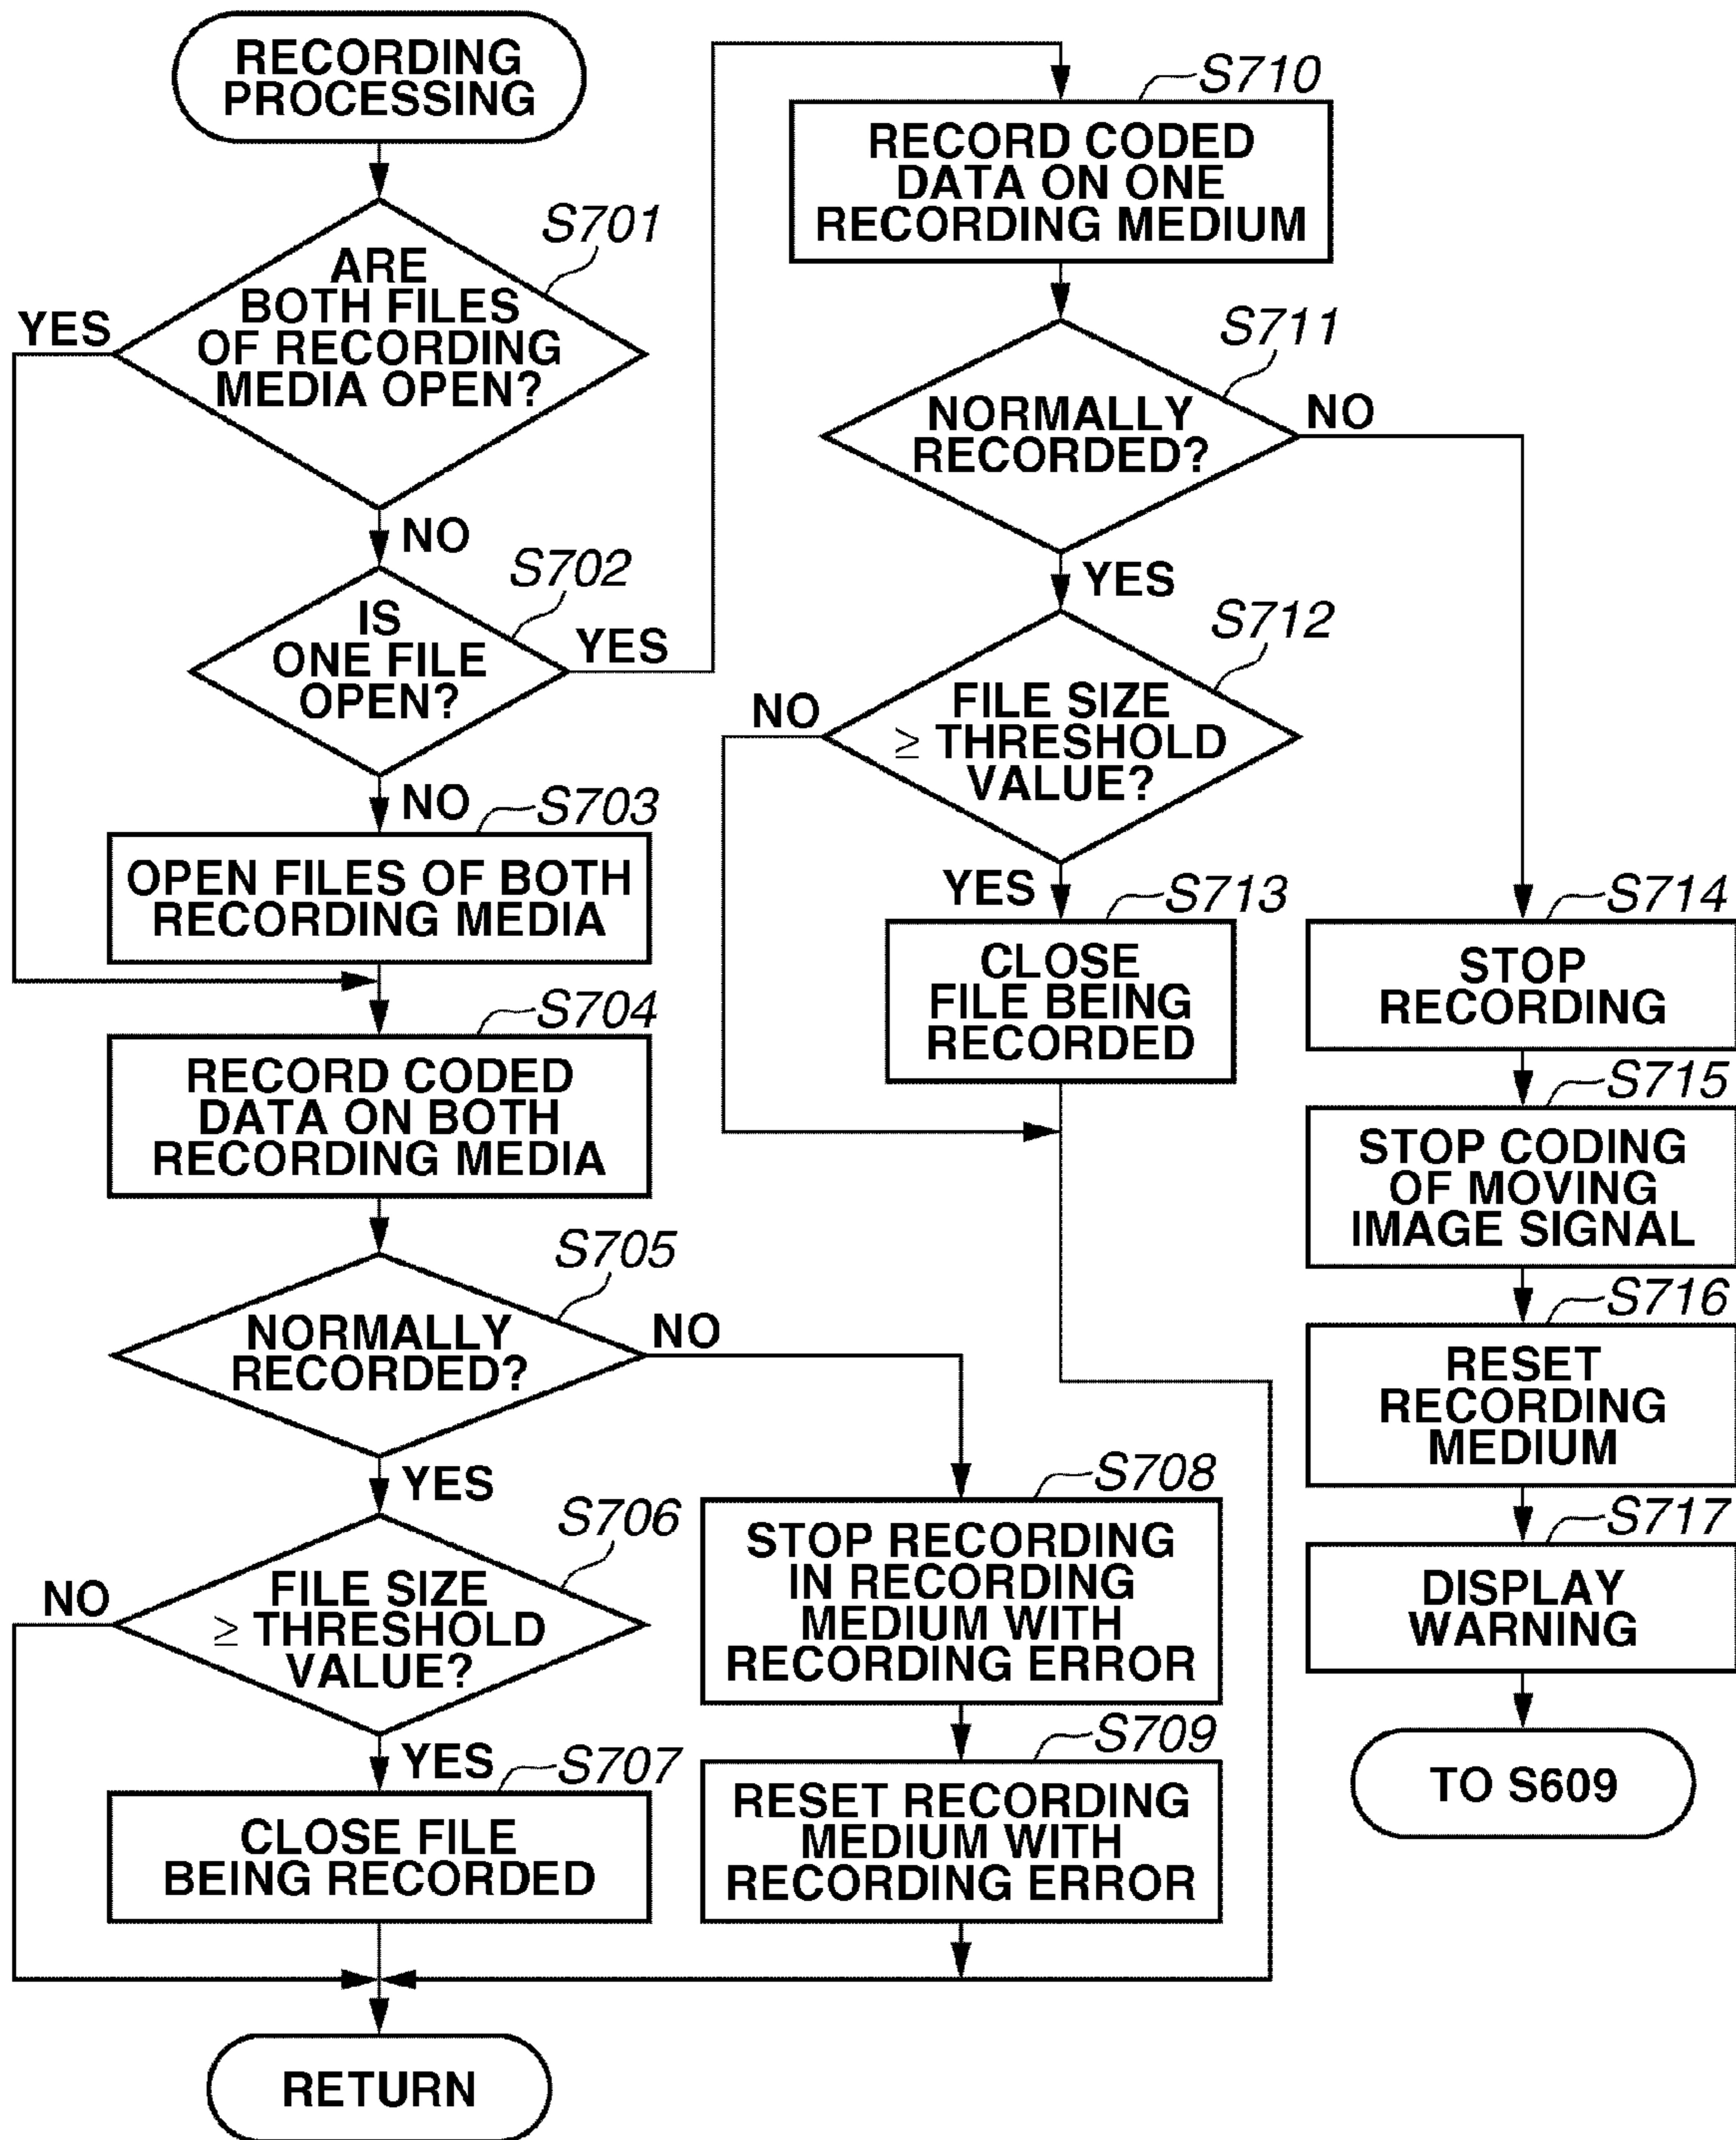 RECORDING
PROCESSING
S701
ARE
BOTH FILES
OF RECORDING
MEDIA OPEN?
YES
NO
S702
IS
ONE FILE
OPEN?
YES
NO
S703
OPEN FILES OF BOTH
RECORDING MEDIA
S704
RECORD CODED
DATA ON BOTH
RECORDING MEDIA
S705
NORMALLY
RECORDED?
NO
YES
S706
FILE SIZE
≥ THRESHOLD
VALUE?
NO
YES
S707
CLOSE FILE
BEING RECORDED
RETURN
S708
STOP RECORDING
IN RECORDING
MEDIUM WITH
RECORDING ERROR
S709
RESET RECORDING
MEDIUM WITH
RECORDING ERROR
S710
RECORD CODED
DATA ON ONE
RECORDING MEDIUM
S711
NORMALLY
RECORDED?
NO
YES
S712
FILE SIZE
≥ THRESHOLD
VALUE?
NO
YES
S713
CLOSE
FILE BEING
RECORDED
S714
STOP
RECORDING
S715
STOP CODING
OF MOVING
IMAGE SIGNAL
S716
RESET
RECORDING
MEDIUM
S717
DISPLAY
WARNING
TO S609